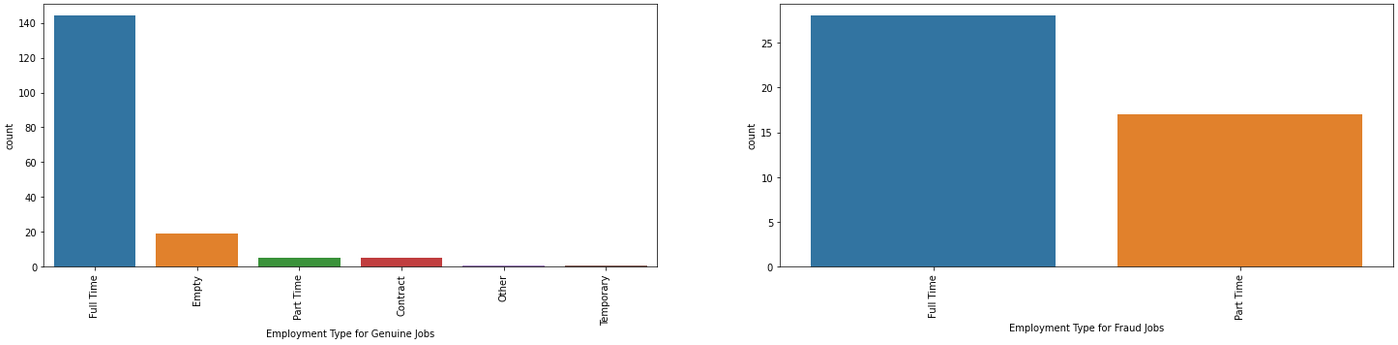 140
120
100
80
60
40
20
0
count
Full Time
Empty
Part Time
Contract
Other
Temporary
Employment Type for Genuine Jobs
25
20
15
10
5
0
count
Full Time
Part Time
Employment Type for Fraud Jobs